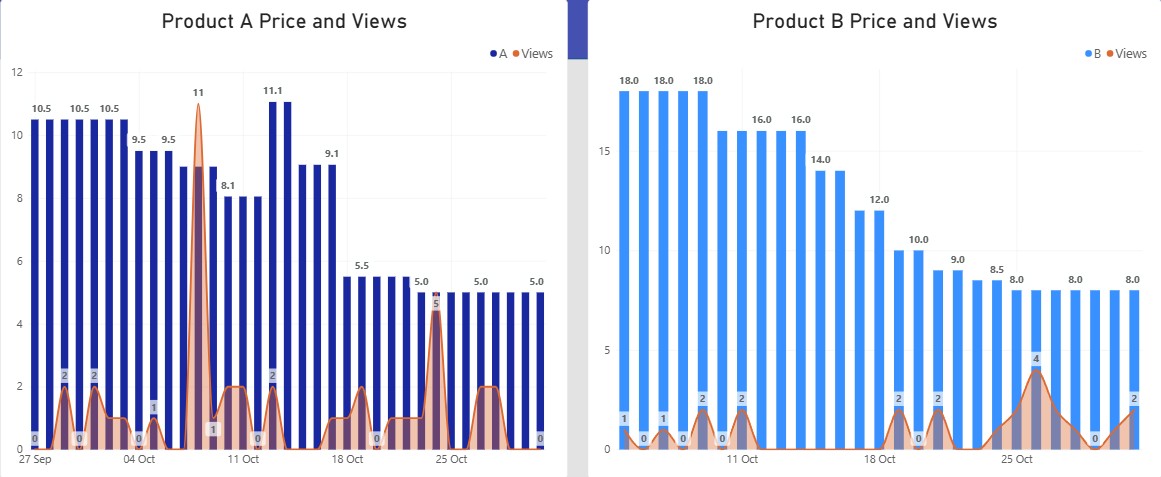 Product A Price and Views
A Views
12
10
8
6
4
2
0
10.5 10.5 10.5 9.5 9.5 11 8.1 11.1 9.1 5.5 5.0 5.0 5.0
0 2 0 2 0 1 1 0 2 0 5 0
27 Sep 04 Oct 11 Oct 18 Oct 25 Oct
Product B Price and Views
B Views
15
10
5
0
18.0 18.0 18.0 16.0 16.0 14.0 12.0 10.0 9.0 8.5 8.0 8.0 8.0
1 0 1 0 2 0 2 2 0 2 4 0 2
11 Oct 18 Oct 25 Oct